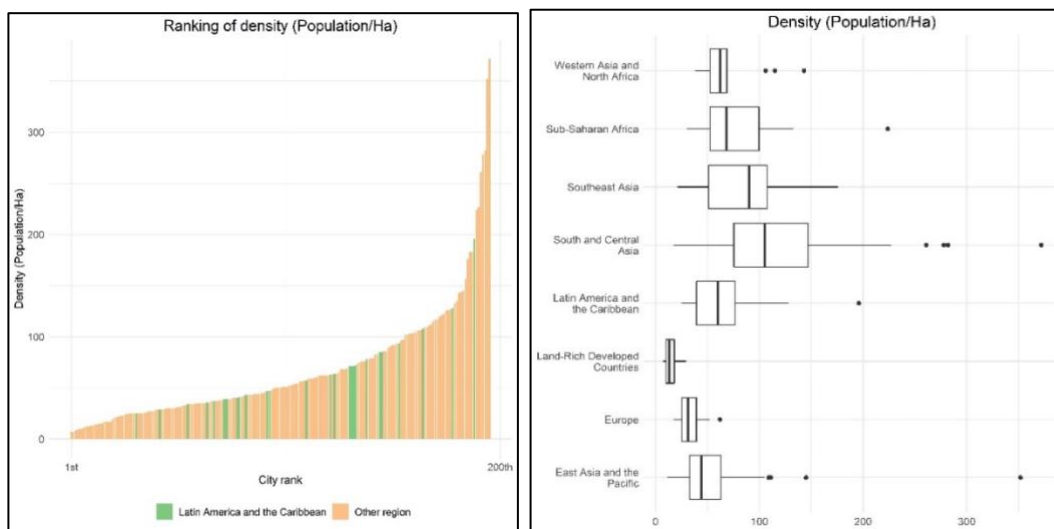 Ranking of density (Population/Ha)
300
200
100
0
Density (Population/Ha)
1st
200th
City rank
Latin America and the Caribbean
Other region
Density (Population/Ha)
Western Asia and
North Africa
Sub-Saharan Africa
Southeast Asia
South and Central
Asia
Latin America and
the Caribbean
Land-Rich Developed
Countries
Europe
East Asia and the
Pacific
0
100
200
300